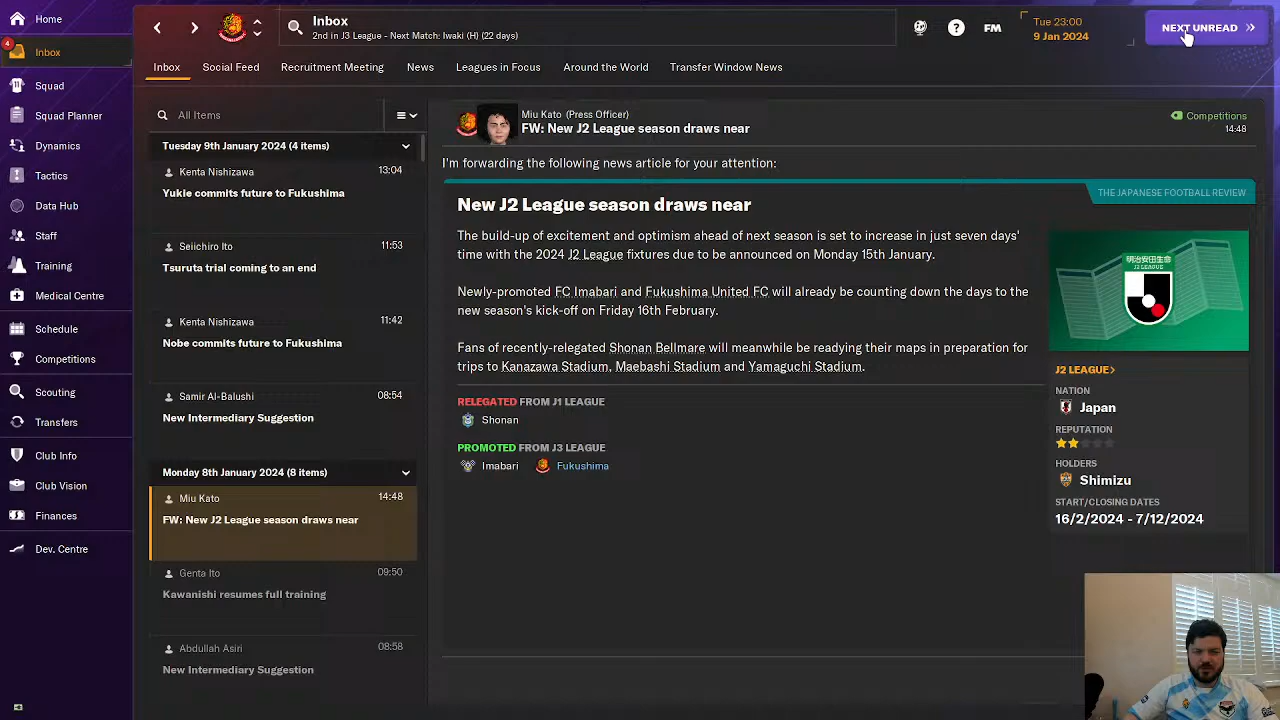 Home
4
Inbox
Squad
Squad Planner
Dynamics
Tactics
Data Hub
Staff
Training
Medical Centre
Schedule
Competitions
Scouting
Transfers
Club Info
Club Vision
Finances
Dev. Centre
Inbox
2nd in J3 League - Next Match: Iwaki (H) (22 days)
?
FM
Tue 23:00
9 Jan 2024
NEXT UNREAD
Inbox
Social Feed
Recruitment Meeting
News
Leagues in Focus
Around the World
Transfer Window News
All Items
Tuesday 9th January 2024 (4 items)
Kenta Nishizawa 13:04
Yukie commits future to Fukushima
Seiichiro Ito 11:53
Tsuruta trial coming to an end
Kenta Nishizawa 11:42
Nobe commits future to Fukushima
Samir Al-Balushi 08:54
New Intermediary Suggestion
Monday 8th January 2024 (8 items)
Miu Kato 14:48
FW: New J2 League season draws near
Genta Ito 09:50
Kawanishi resumes full training
Abdullah Asiri 08:58
New Intermediary Suggestion
Miu Kato (Press Officer)
FW: New J2 League season draws near
Competitions
14:48
I'm forwarding the following news article for your attention:
THE JAPANESE FOOTBALL REVIEW
New J2 League season draws near
The build-up of excitement and optimism ahead of next season is set to increase in just seven days'
time with the 2024 J2 League fixtures due to be announced on Monday 15th January.
Newly-promoted FC Imabari and Fukushima United FC will already be counting down the days to the
new season's kick-off on Friday 16th February.
Fans of recently-relegated Shonan Bellmare will meanwhile be readying their maps in preparation for
trips to Kanazawa Stadium, Maebashi Stadium and Yamaguchi Stadium.
RELEGATED FROM J1 LEAGUE
Shonan
PROMOTED FROM J3 LEAGUE
Imabari Fukushima
明治安田生命
J2 LEAGUE
J2 LEAGUE>
NATION
Japan
REPUTATION
HOLDERS
Shimizu
START/CLOSING DATES
16/2/2024 - 7/12/2024